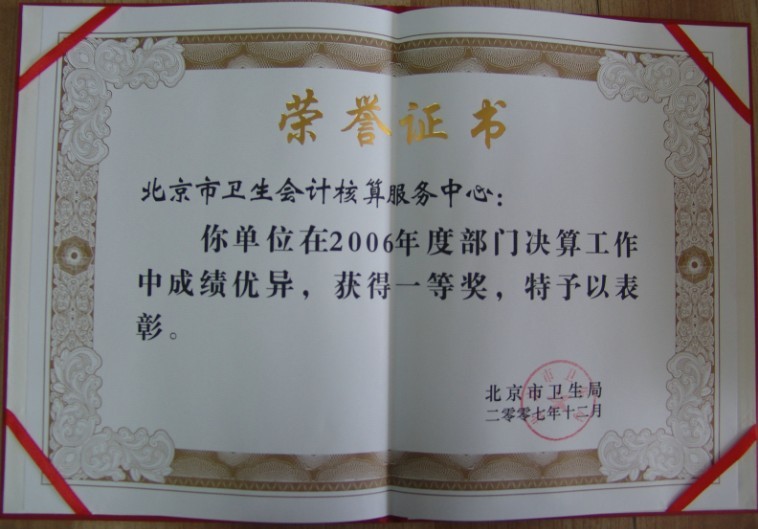 荣誉证书
北京市卫生会计核算服务中心:
你单位在2006年度部门决算工作
中成绩优异，获得一等奖，特予以表
彰。
北京市卫生局
二零零七年十二月